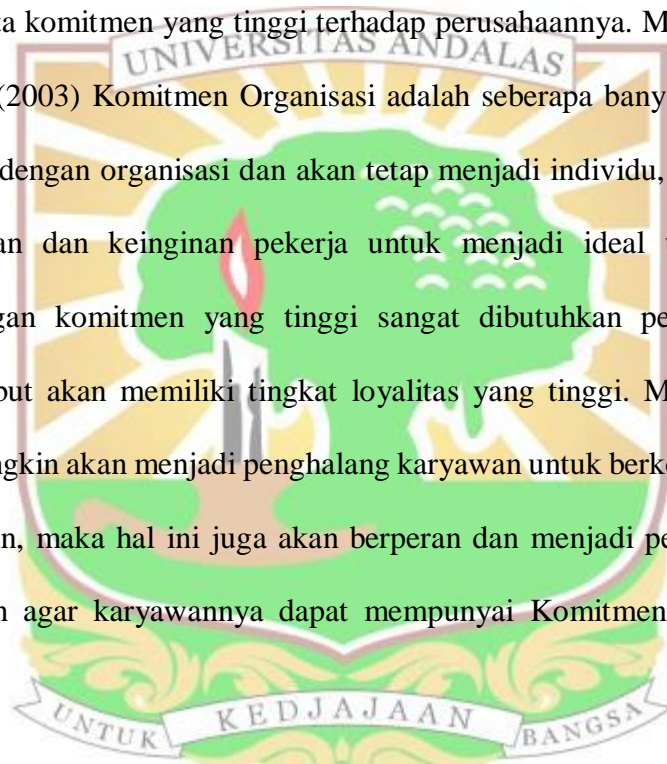 ta komitmen yang tinggi terhadap perusahaannya. M
UNIVERSITAS ANDALAS
(2003) Komitmen Organisasi adalah seberapa bany
dengan organisasi dan akan tetap menjadi individu,
an dan keinginan pekerja untuk menjadi ideal
gan komitmen yang tinggi sangat dibutuhkan pe
but akan memiliki tingkat loyalitas yang tinggi. M
ngkin akan menjadi penghalang karyawan untuk berko
n, maka hal ini juga akan berperan dan menjadi pe
n agar karyawannya dapat mempunyai Komitmen
UNTUK KEDJAJAAN BANGSA